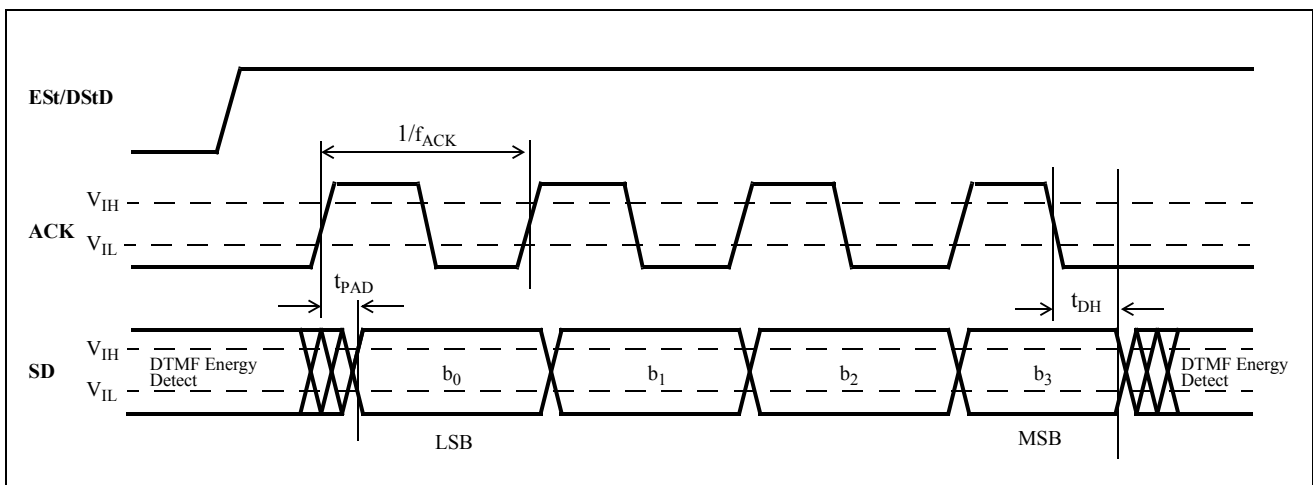 ESt/DStD
1/fACK
VIH
ACK
VIL
tPAD
tDH
VIH
SD
VIL
DTMF Energy
Detect
b0
b1
b2
b3
DTMF Energy
Detect
LSB
MSB